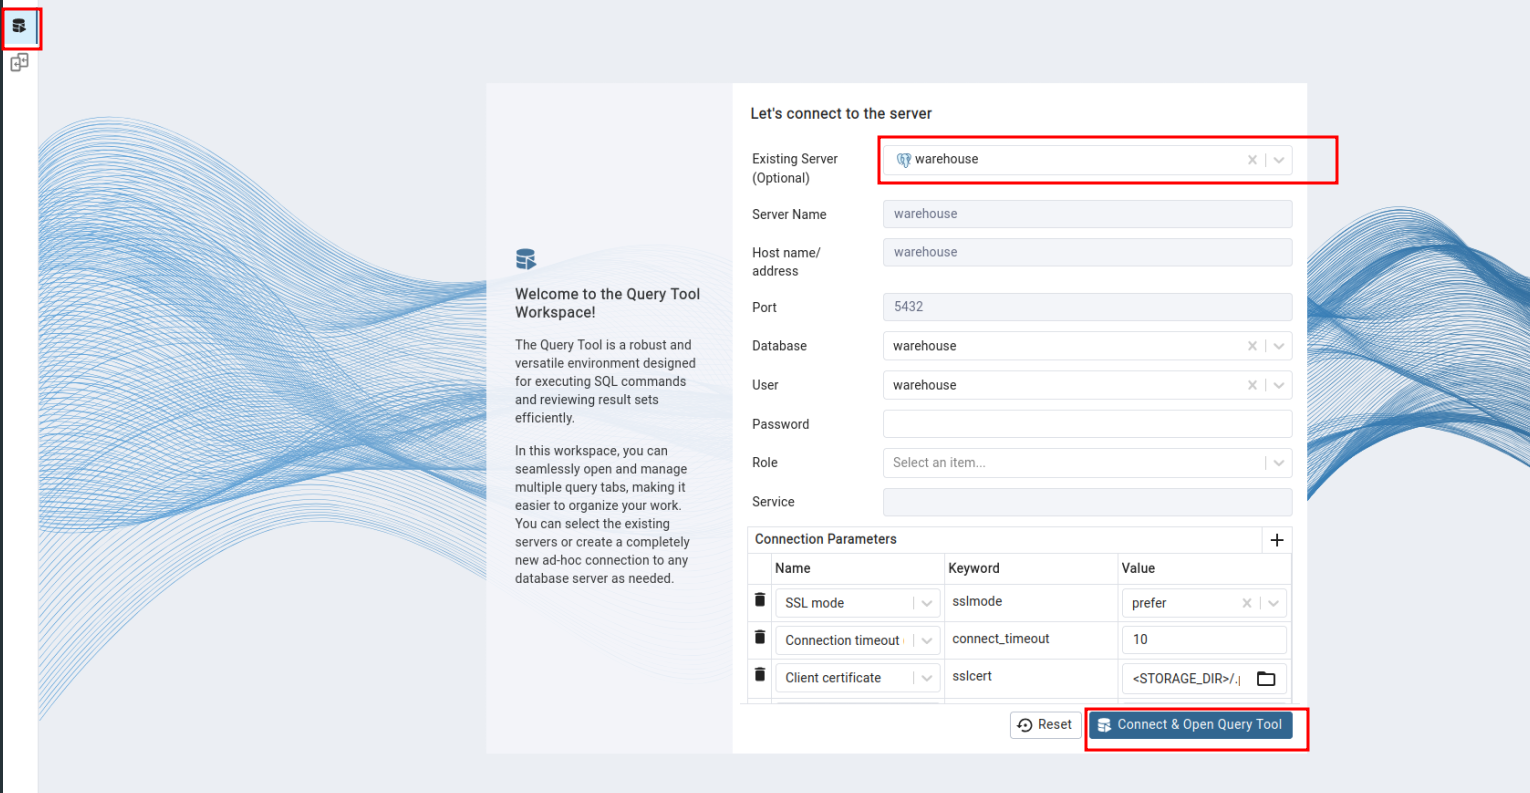 Welcome to the Query Tool
Workspace!
The Query Tool is a robust and
versatile environment designed
for executing SQL commands
and reviewing result sets
efficiently.
In this workspace, you can
seamlessly open and manage
multiple query tabs, making it
easier to organize your work.
You can select the existing
servers or create a completely
new ad-hoc connection to any
database server as needed.
Let's connect to the server
Existing Server
(Optional)
warehouse
Server Name
warehouse
Host name/
address
warehouse
Port
5432
Database
warehouse
User
warehouse
Password
Role
Select an item...
Service
Connection Parameters
Name Keyword Value
SSL mode sslmode prefer
Connection timeout connect_timeout 10
Client certificate sslcert <STORAGE_DIR>/.
Reset Connect & Open Query Tool